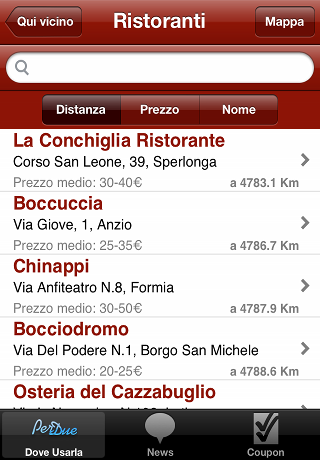 Qui vicino
Ristoranti
Mappa
Distanza
Prezzo
Nome
La Conchiglia Ristorante
Corso San Leone, 39, Sperlonga
Prezzo medio: 30-40€
a 4783.1 Km
Boccuccia
Via Giove, 1, Anzio
Prezzo medio: 25-35€
a 4786.7 Km
Chinappi
Via Anfiteatro N.8, Formia
Prezzo medio: 30-50€
a 4787.9 Km
Bocciodromo
Via Del Podere N.1, Borgo San Michele
Prezzo medio: 20-25€
a 4788.6 Km
Osteria del Cazzabuglio
PerDue
Dove Usarla
News
Coupon